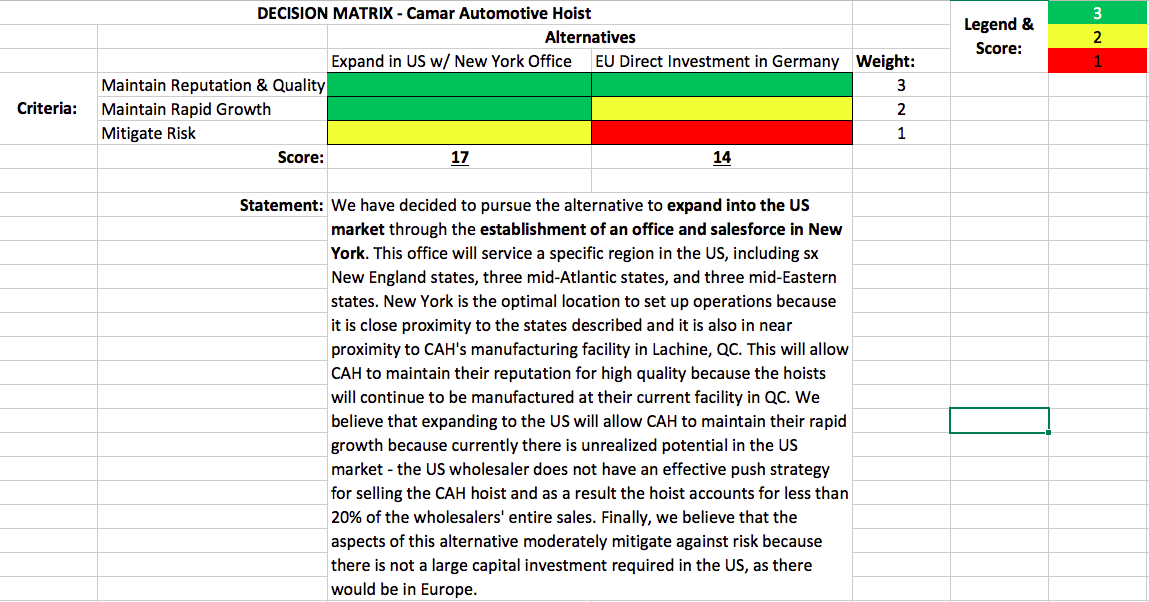 DECISION MATRIX - Camar Automotive Hoist
Legend & Score:
3
2
1
Alternatives
Expand in US w/ New York Office EU Direct Investment in Germany Weight:
Criteria:
Maintain Reputation & Quality 3
Maintain Rapid Growth 2
Mitigate Risk 1
Score: 17 14
Statement: We have decided to pursue the alternative to expand into the US
market through the establishment of an office and salesforce in New
York. This office will service a specific region in the US, including sx
New England states, three mid-Atlantic states, and three mid-Eastern
states. New York is the optimal location to set up operations because
it is close proximity to the states described and it is also in near
proximity to CAH's manufacturing facility in Lachine, QC. This will allow
CAH to maintain their reputation for high quality because the hoists
will continue to be manufactured at their current facility in QC. We
believe that expanding to the US will allow CAH to maintain their rapid
growth because currently there is unrealized potential in the US
market - the US wholesaler does not have an effective push strategy
for selling the CAH hoist and as a result the hoist accounts for less than
20% of the wholesalers' entire sales. Finally, we believe that the
aspects of this alternative moderately mitigate against risk because
there is not a large capital investment required in the US, as there
would be in Europe.